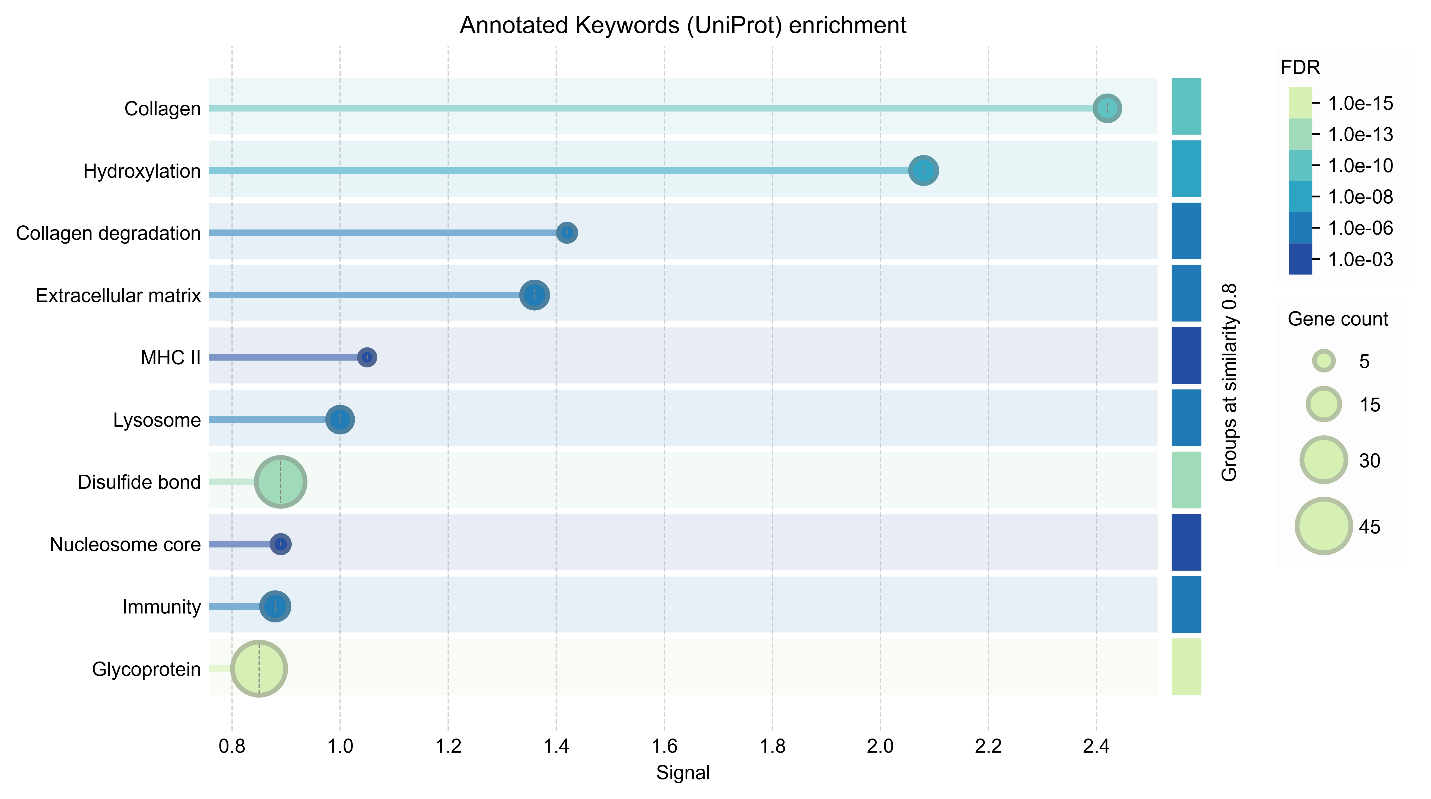 Annotated Keywords (UniProt) enrichment
Collagen
Hydroxylation
Collagen degradation
Extracellular matrix
MHC II
Lysosome
Disulfide bond
Nucleosome core
Immunity
Glycoprotein
0.8 1.0 1.2 1.4 1.6 1.8 2.0 2.2 2.4
Signal
Groups at similarity 0.8
FDR
1.0e-15
1.0e-13
1.0e-10
1.0e-08
1.0e-06
1.0e-03
Gene count
5
15
30
45